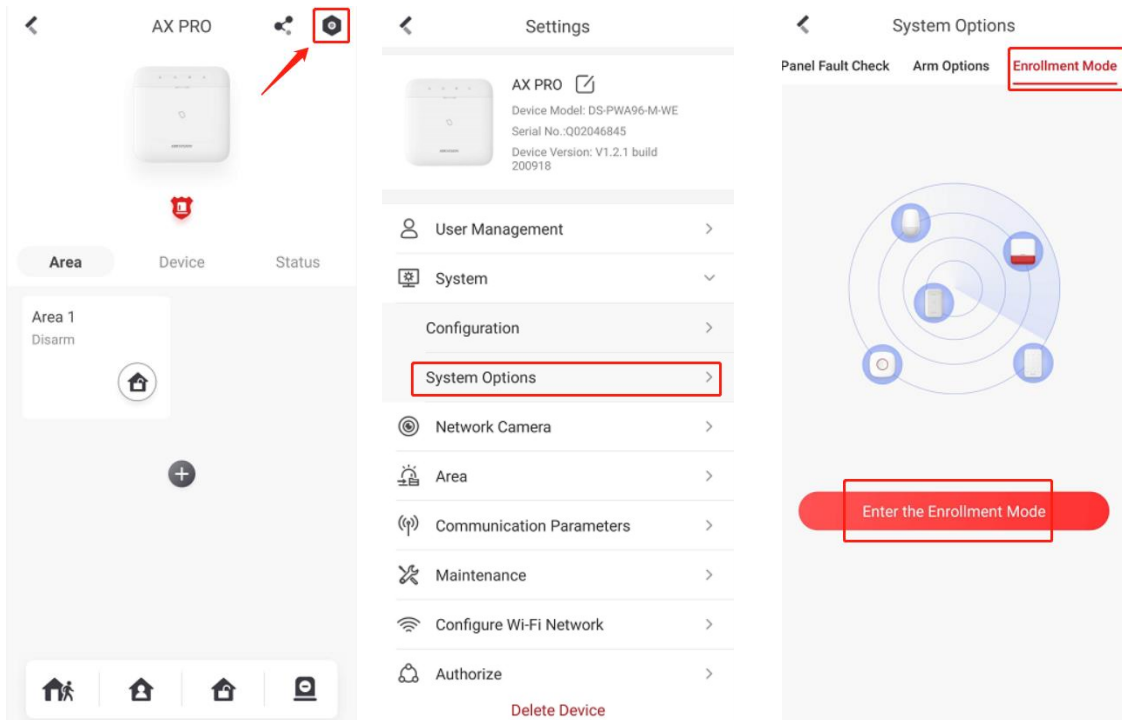 AX PRO
Area
Device
Status
Area 1
Disarm
Settings
AX PRO
Device Model: DS-PWA96-M-WE
Serial No.:Q02046845
Device Version: V1.2.1 build
200918
User Management
System
Configuration
System Options
Network Camera
Area
Communication Parameters
Maintenance
Configure Wi-Fi Network
Authorize
Delete Device
System Options
Panel Fault Check
Arm Options
Enrollment Mode
Enter the Enrollment Mode